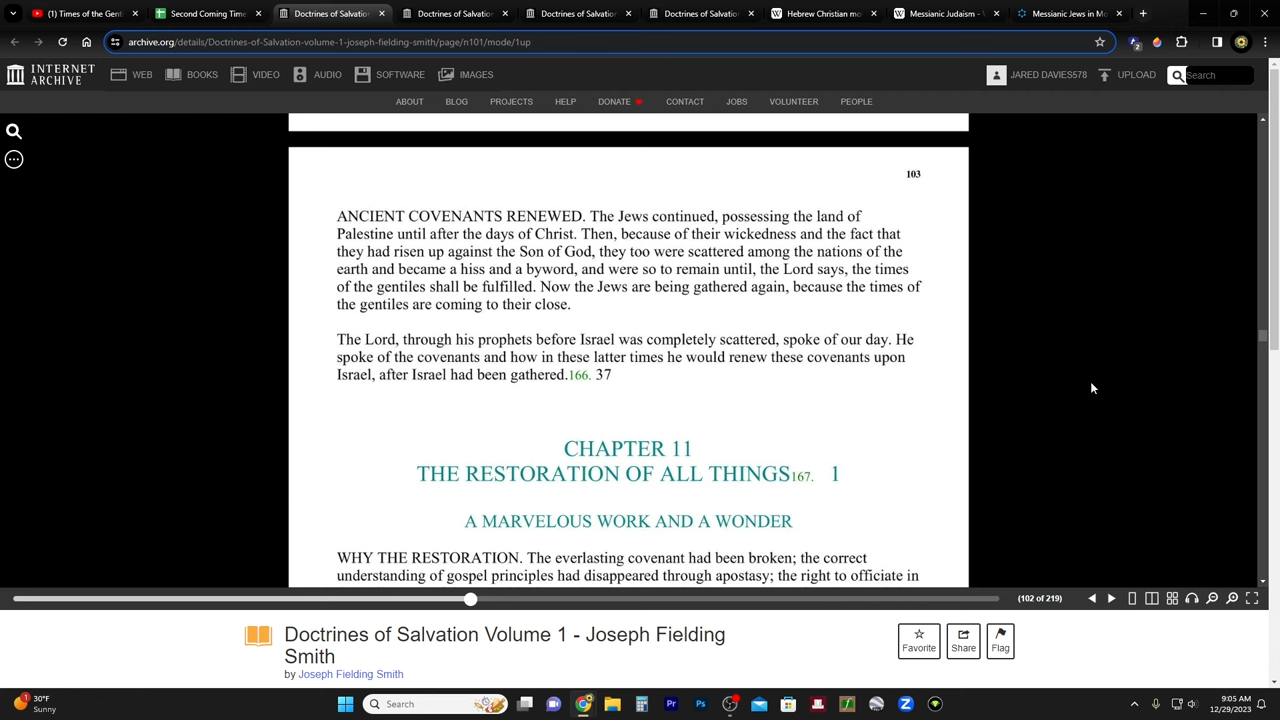 (1) Times of the Gent
Second Coming Time
Doctrines of Salvation
Doctrines of Salvation
Doctrines of Salvation
Doctrines of Salvation
Hebrew Christian mo
Messianic Judaism -
Messianic Jews in Mo
archive.org/details/Doctrines-of-Salvation-volume-1-joseph-fielding-smith/page/n101/mode/1up
INTERNET ARCHIVE
WEB BOOKS VIDEO AUDIO SOFTWARE IMAGES
JARED DAVIES578 UPLOAD Search
ABOUT BLOG PROJECTS HELP DONATE CONTACT JOBS VOLUNTEER PEOPLE
103
ANCIENT COVENANTS RENEWED. The Jews continued, possessing the land of
Palestine until after the days of Christ. Then, because of their wickedness and the fact that
they had risen up against the Son of God, they too were scattered among the nations of the
earth and became a hiss and a byword, and were so to remain until, the Lord says, the times
of the gentiles shall be fulfilled. Now the Jews are being gathered again, because the times of
the gentiles are coming to their close.
The Lord, through his prophets before Israel was completely scattered, spoke of our day. He
spoke of the covenants and how in these latter times he would renew these covenants upon
Israel, after Israel had been gathered.166. 37
CHAPTER 11
THE RESTORATION OF ALL THINGS167. 1
A MARVELOUS WORK AND A WONDER
WHY THE RESTORATION. The everlasting covenant had been broken; the correct
understanding of gospel principles had disappeared through apostasy; the right to officiate in
(102 of 219)
Doctrines of Salvation Volume 1 - Joseph Fielding
Smith
by Joseph Fielding Smith
Favorite Share Flag
30°F
Sunny
Search
9:05 AM
12/29/2023